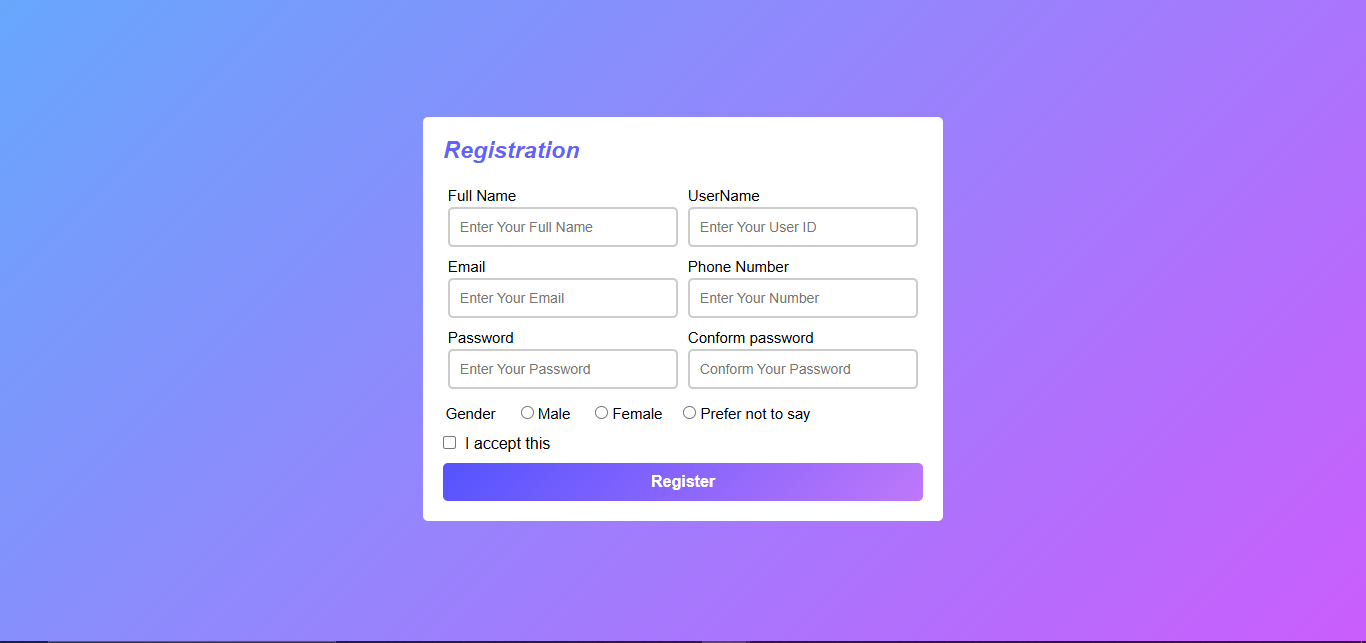 Registration
Full Name UserName
Enter Your Full Name Enter Your User ID
Email Phone Number
Enter Your Email Enter Your Number
Password Conform password
Enter Your Password Conform Your Password
Gender Male Female Prefer not to say
I accept this
Register